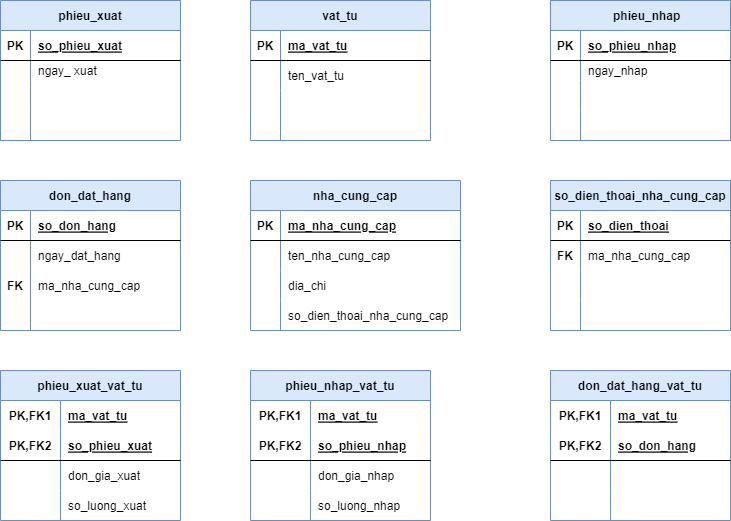 phieu_xuất
PK so_phieu_xuat
ngay_ xuât
vat_tu
PK ma_vat_tu
ten_vat_tu
phieu_nhap
PK so_phieu_nhap
ngay_nhap
don_dat_hang
PK so_don_hang
ngay_dat_hang
FK ma_nha_cung_cap
nha_cung_cap
PK ma_nha_cung_cap
ten_nha_cung_cap
dia_chi
so_dien_thoai_nha_cung_cap
so_dien_thoai_nha_cung_cap
PK so_dien_thoai
FK ma_nha_cung_cap
phieu_xuat_vat_tu
PK,FK1 ma_vat_tu
PK,FK2 so_phieu_xuat
don_gia_xuat
so_luong_xuat
phieu_nhap_vat_tu
PK,FK1 ma_vat_tu
PK,FK2 so_phieu_nhap
don_gia_nhap
so_luong_nhap
don_dat_hang_vat_tu
PK,FK1 ma_vat_tu
PK,FK2 so_don_hang